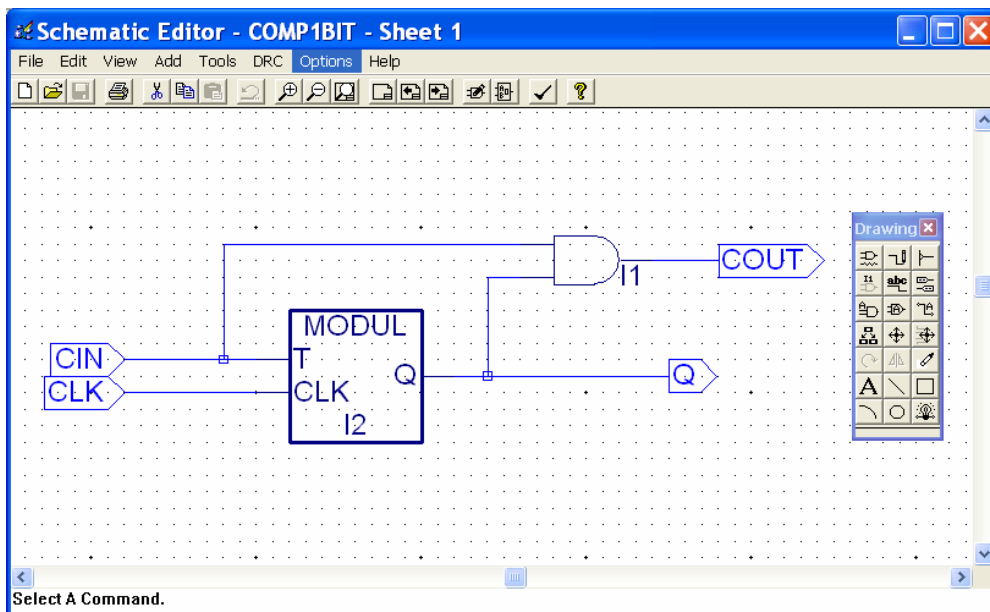 Schematic Editor - COMP1BIT - Sheet 1
File Edit View Add Tools DRC Options Help
Drawing
COUT
I1
MODUL
CIN
T
Q
Q
CLK
CLK
I2
I1
abc
A
Select A Command.